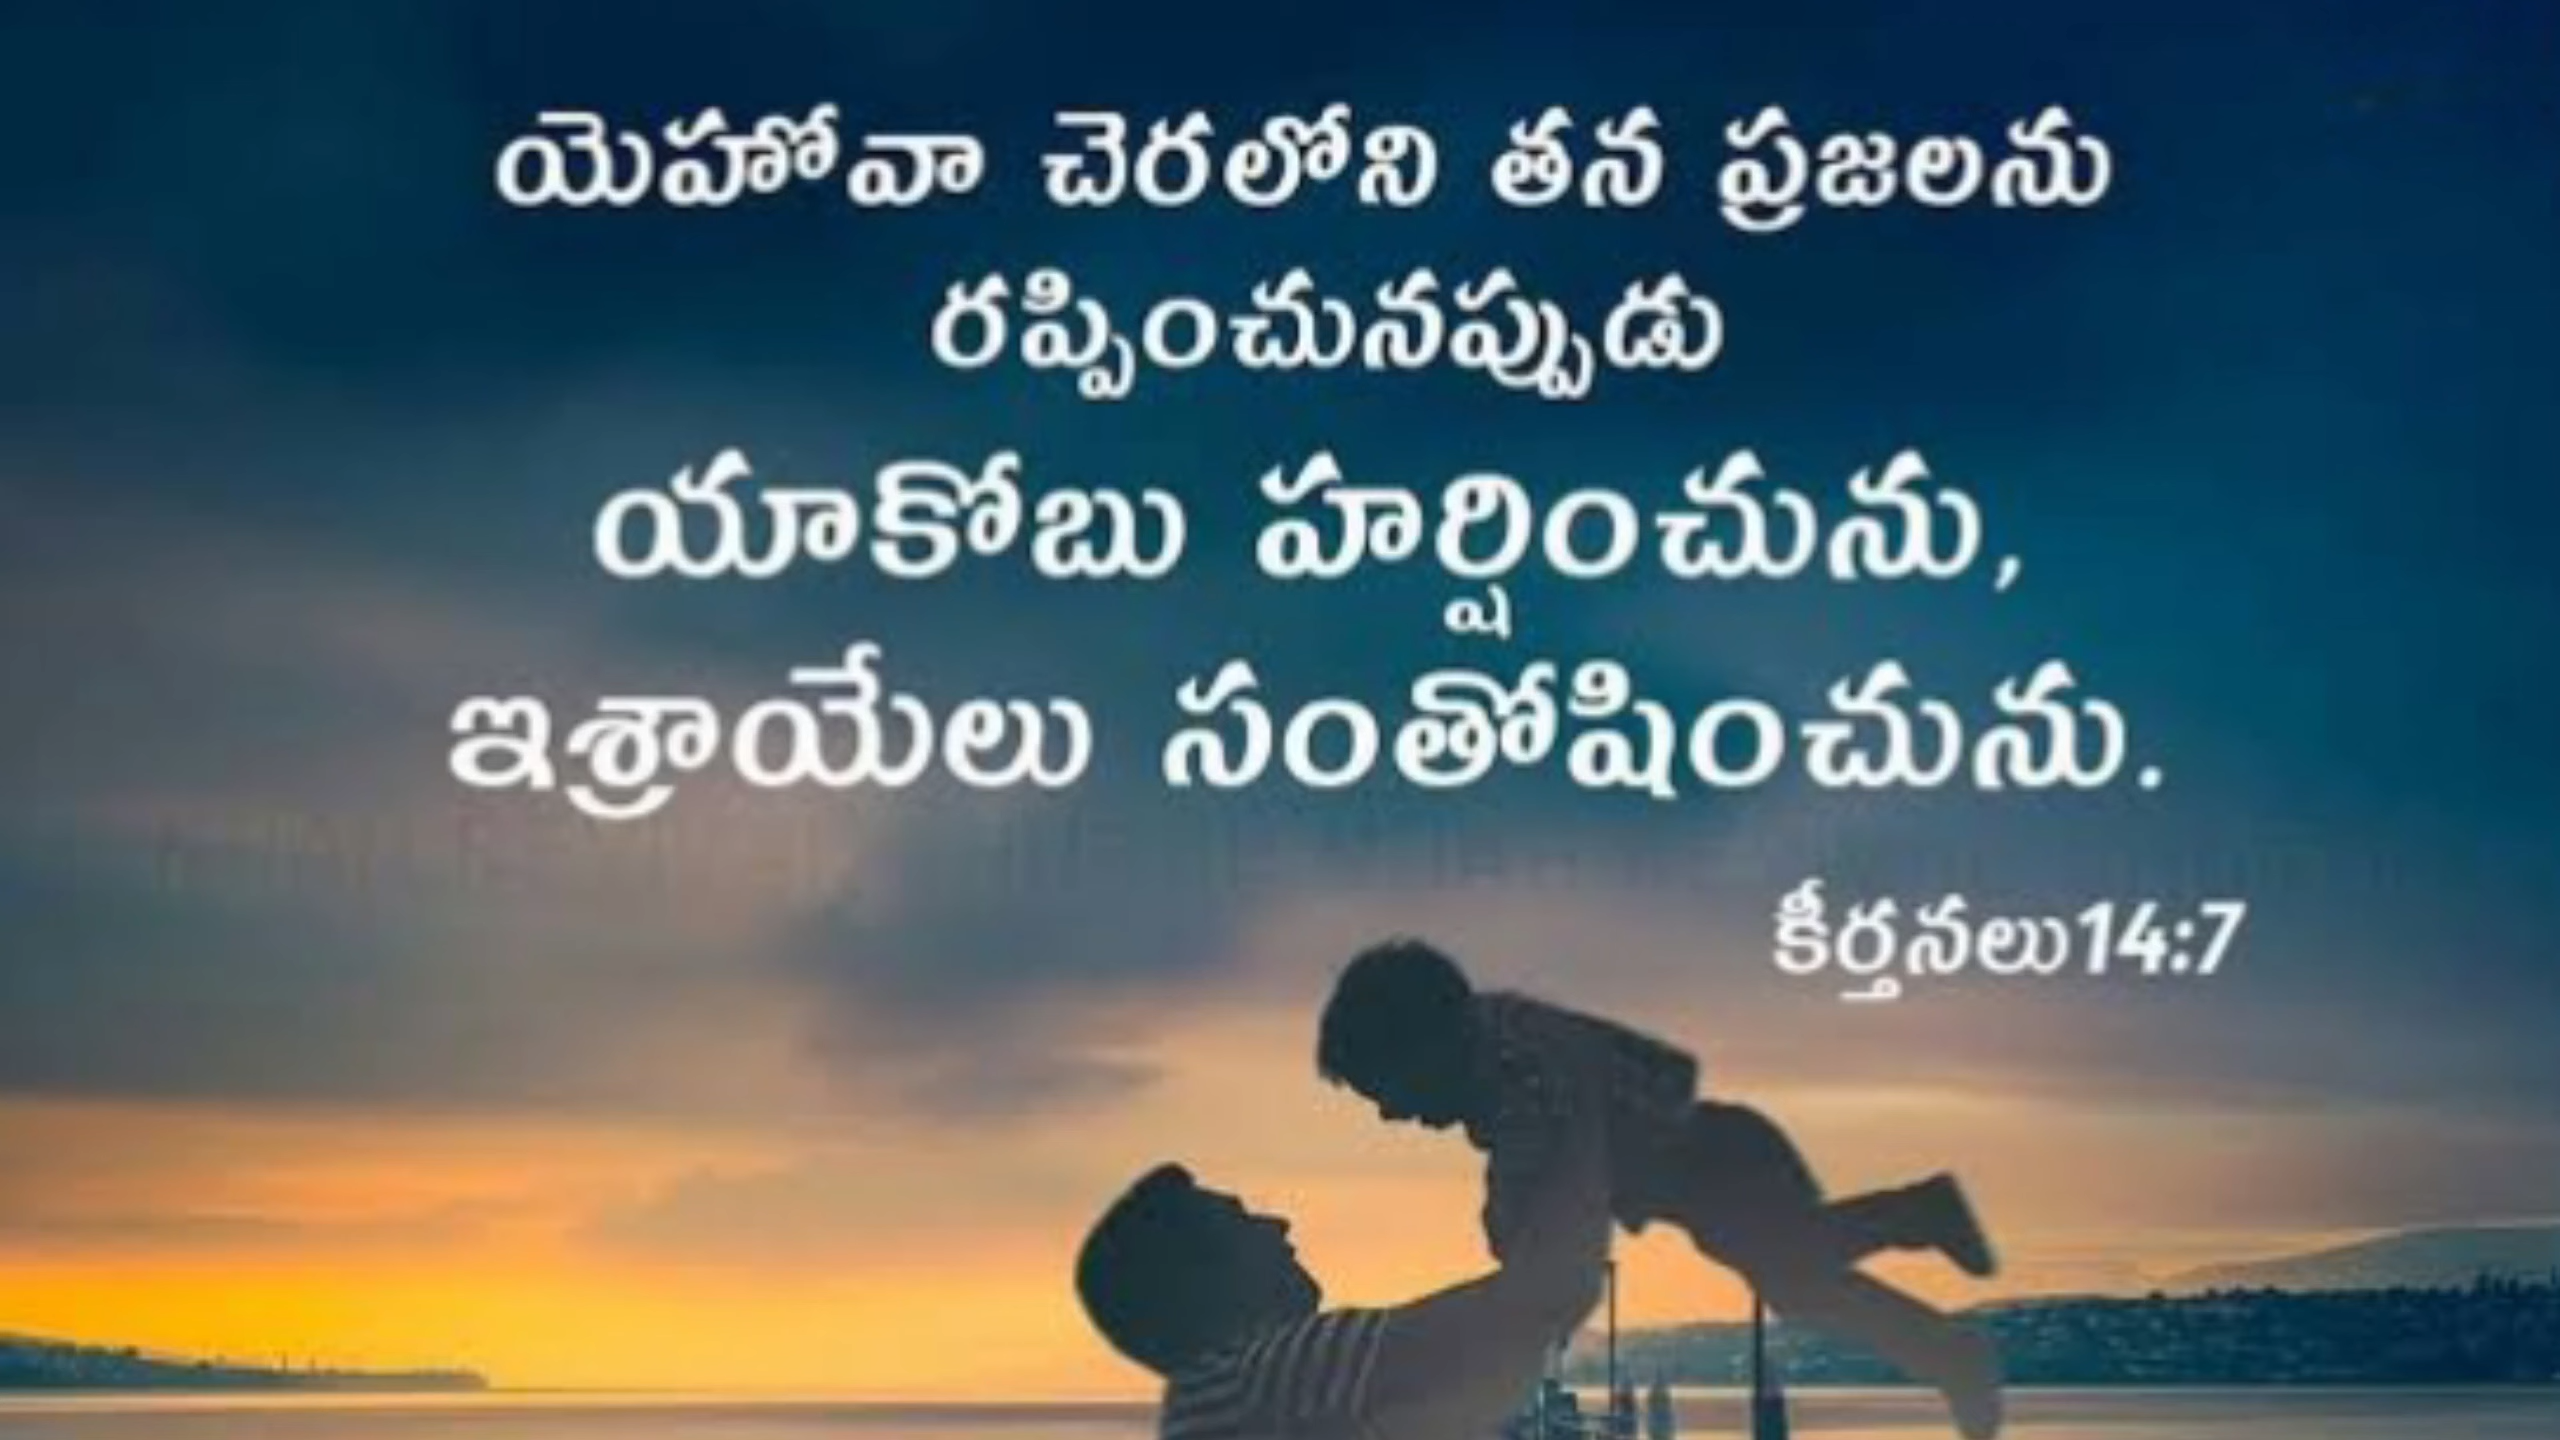 యెహోవా చెరలోని తన ప్రజలను
రప్పించునప్పుడు
యాకోబు హర్షించును,
ఇశ్రాయేలు సంతోషించును.
కీర్తనలు14:7